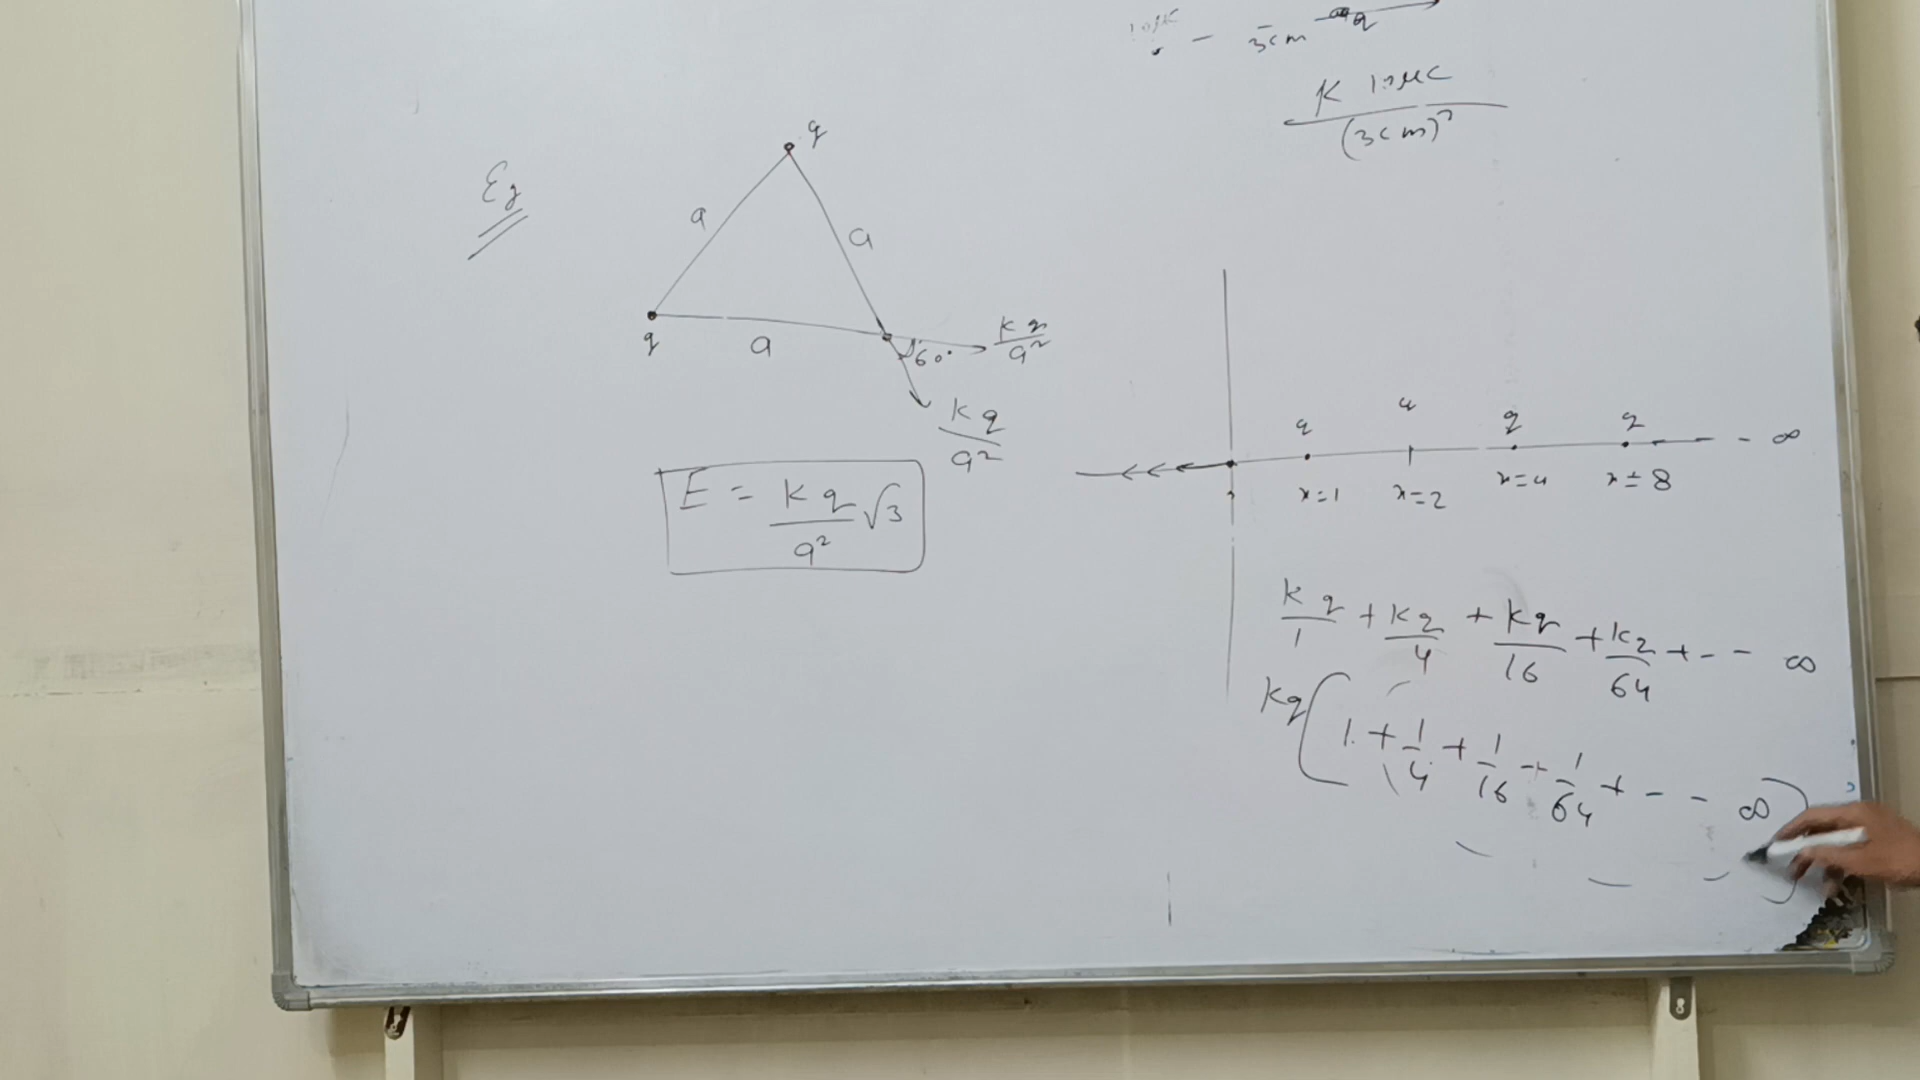 3cm q
K 10μC
(3cm)²
Eg
q
a a
q a 60° kq/a²
kq/a²
E = kq/a² √3
q q q q
x=1 x=2 x=4 x=8 - ∞
kq/1 + kq/4 + kq/16 + kq/64 + - - ∞
kq(1 + 1/4 + 1/16 + 1/64 + - - ∞)